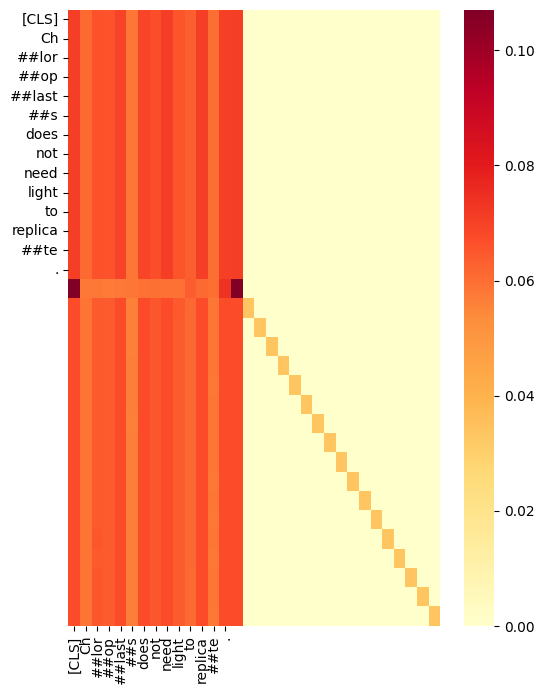 [CLS]
Ch
##lor
##op
##last
##s
does
not
need
light
to
replica
##te
.
0.10
0.08
0.06
0.04
0.02
0.00
[CLS]
Ch
##lor
##op
##last
##s
does
not
need
light
to
replica
##te
.